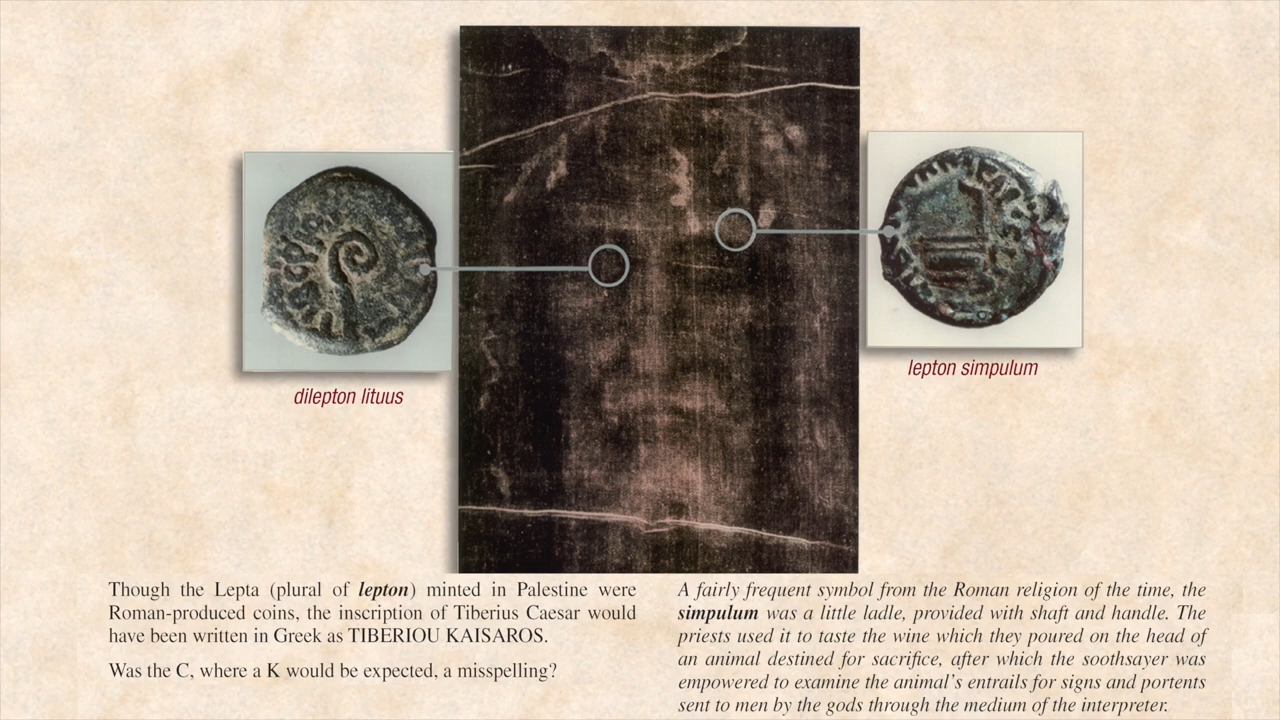 dilepton lituus
lepton simpulum
Though the Lepta (plural of lepton) minted in Palestine were
Roman-produced coins, the inscription of Tiberius Caesar would
have been written in Greek as TIBERIOU KAISAROS.
Was the C, where a K would be expected, a misspelling?
A fairly frequent symbol from the Roman religion of the time, the
simpulum was a little ladle, provided with shaft and handle. The
priests used it to taste the wine which they poured on the head of
an animal destined for sacrifice, after which the soothsayer was
empowered to examine the animal's entrails for signs and portents
sent to men by the gods through the medium of the interpreter.